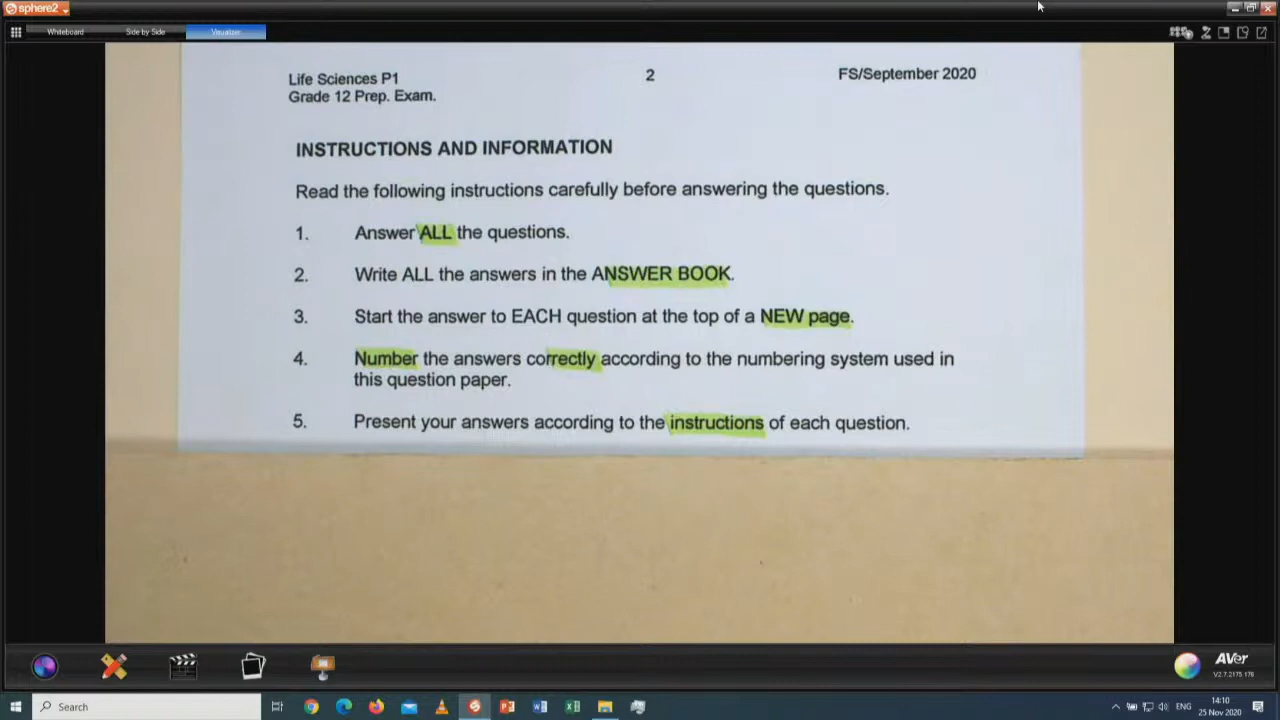 sphere2
Whiteboard
Side by Side
Visualizer
Life Sciences P1
2
FS/September 2020
Grade 12 Prep. Exam.
INSTRUCTIONS AND INFORMATION
Read the following instructions carefully before answering the questions.
1. Answer ALL the questions.
2. Write ALL the answers in the ANSWER BOOK.
3. Start the answer to EACH question at the top of a NEW page.
4. Number the answers correctly according to the numbering system used in
this question paper.
5. Present your answers according to the instructions of each question.
AVer
V2.7.2175 178
Search
ENG
14:10
25 Nov 2020